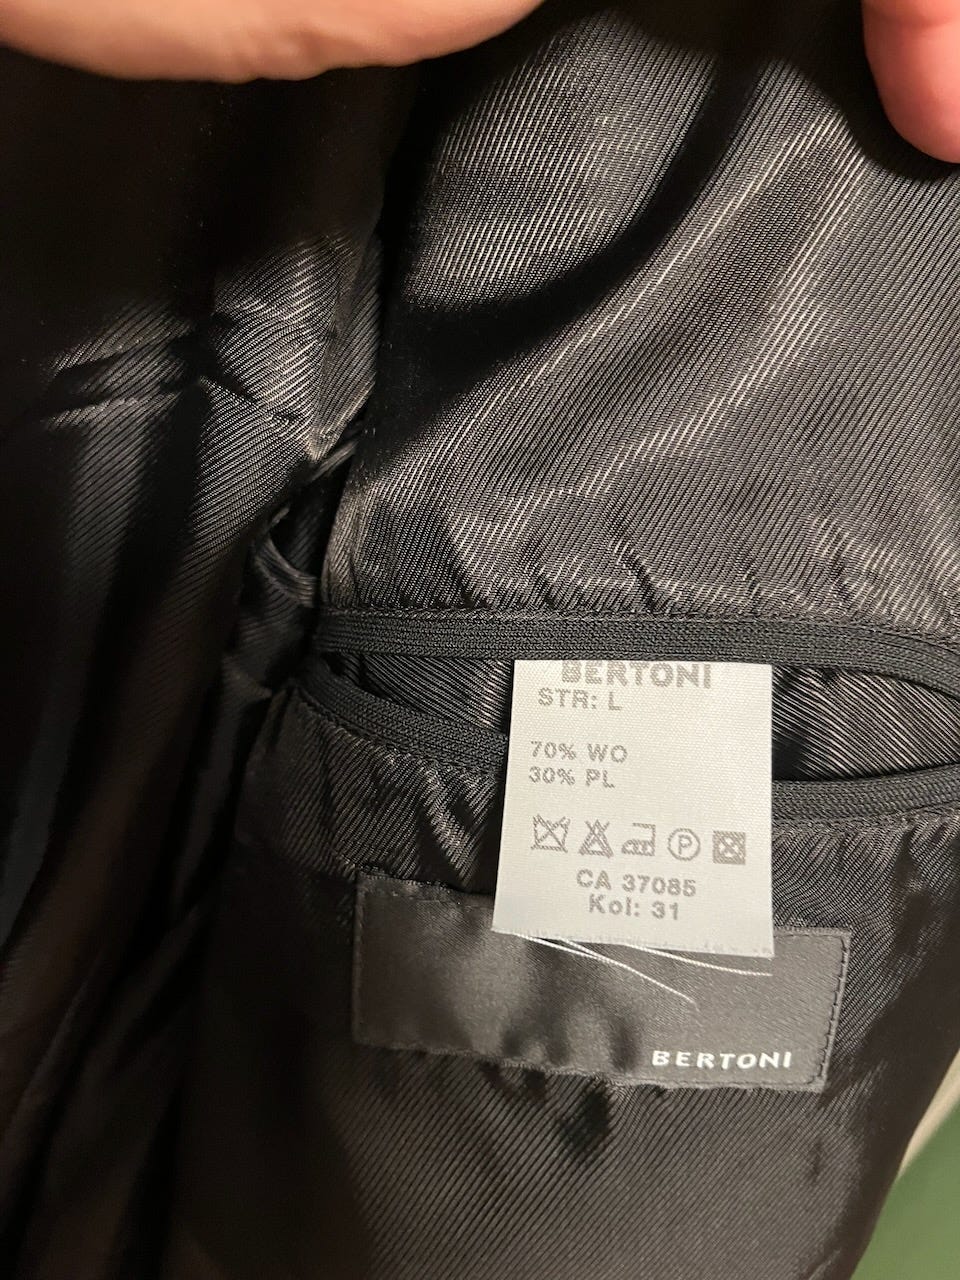 BERTONI
STR: L
70% WO
30% PL
P
CA 37085
Kol: 31
BERTONI